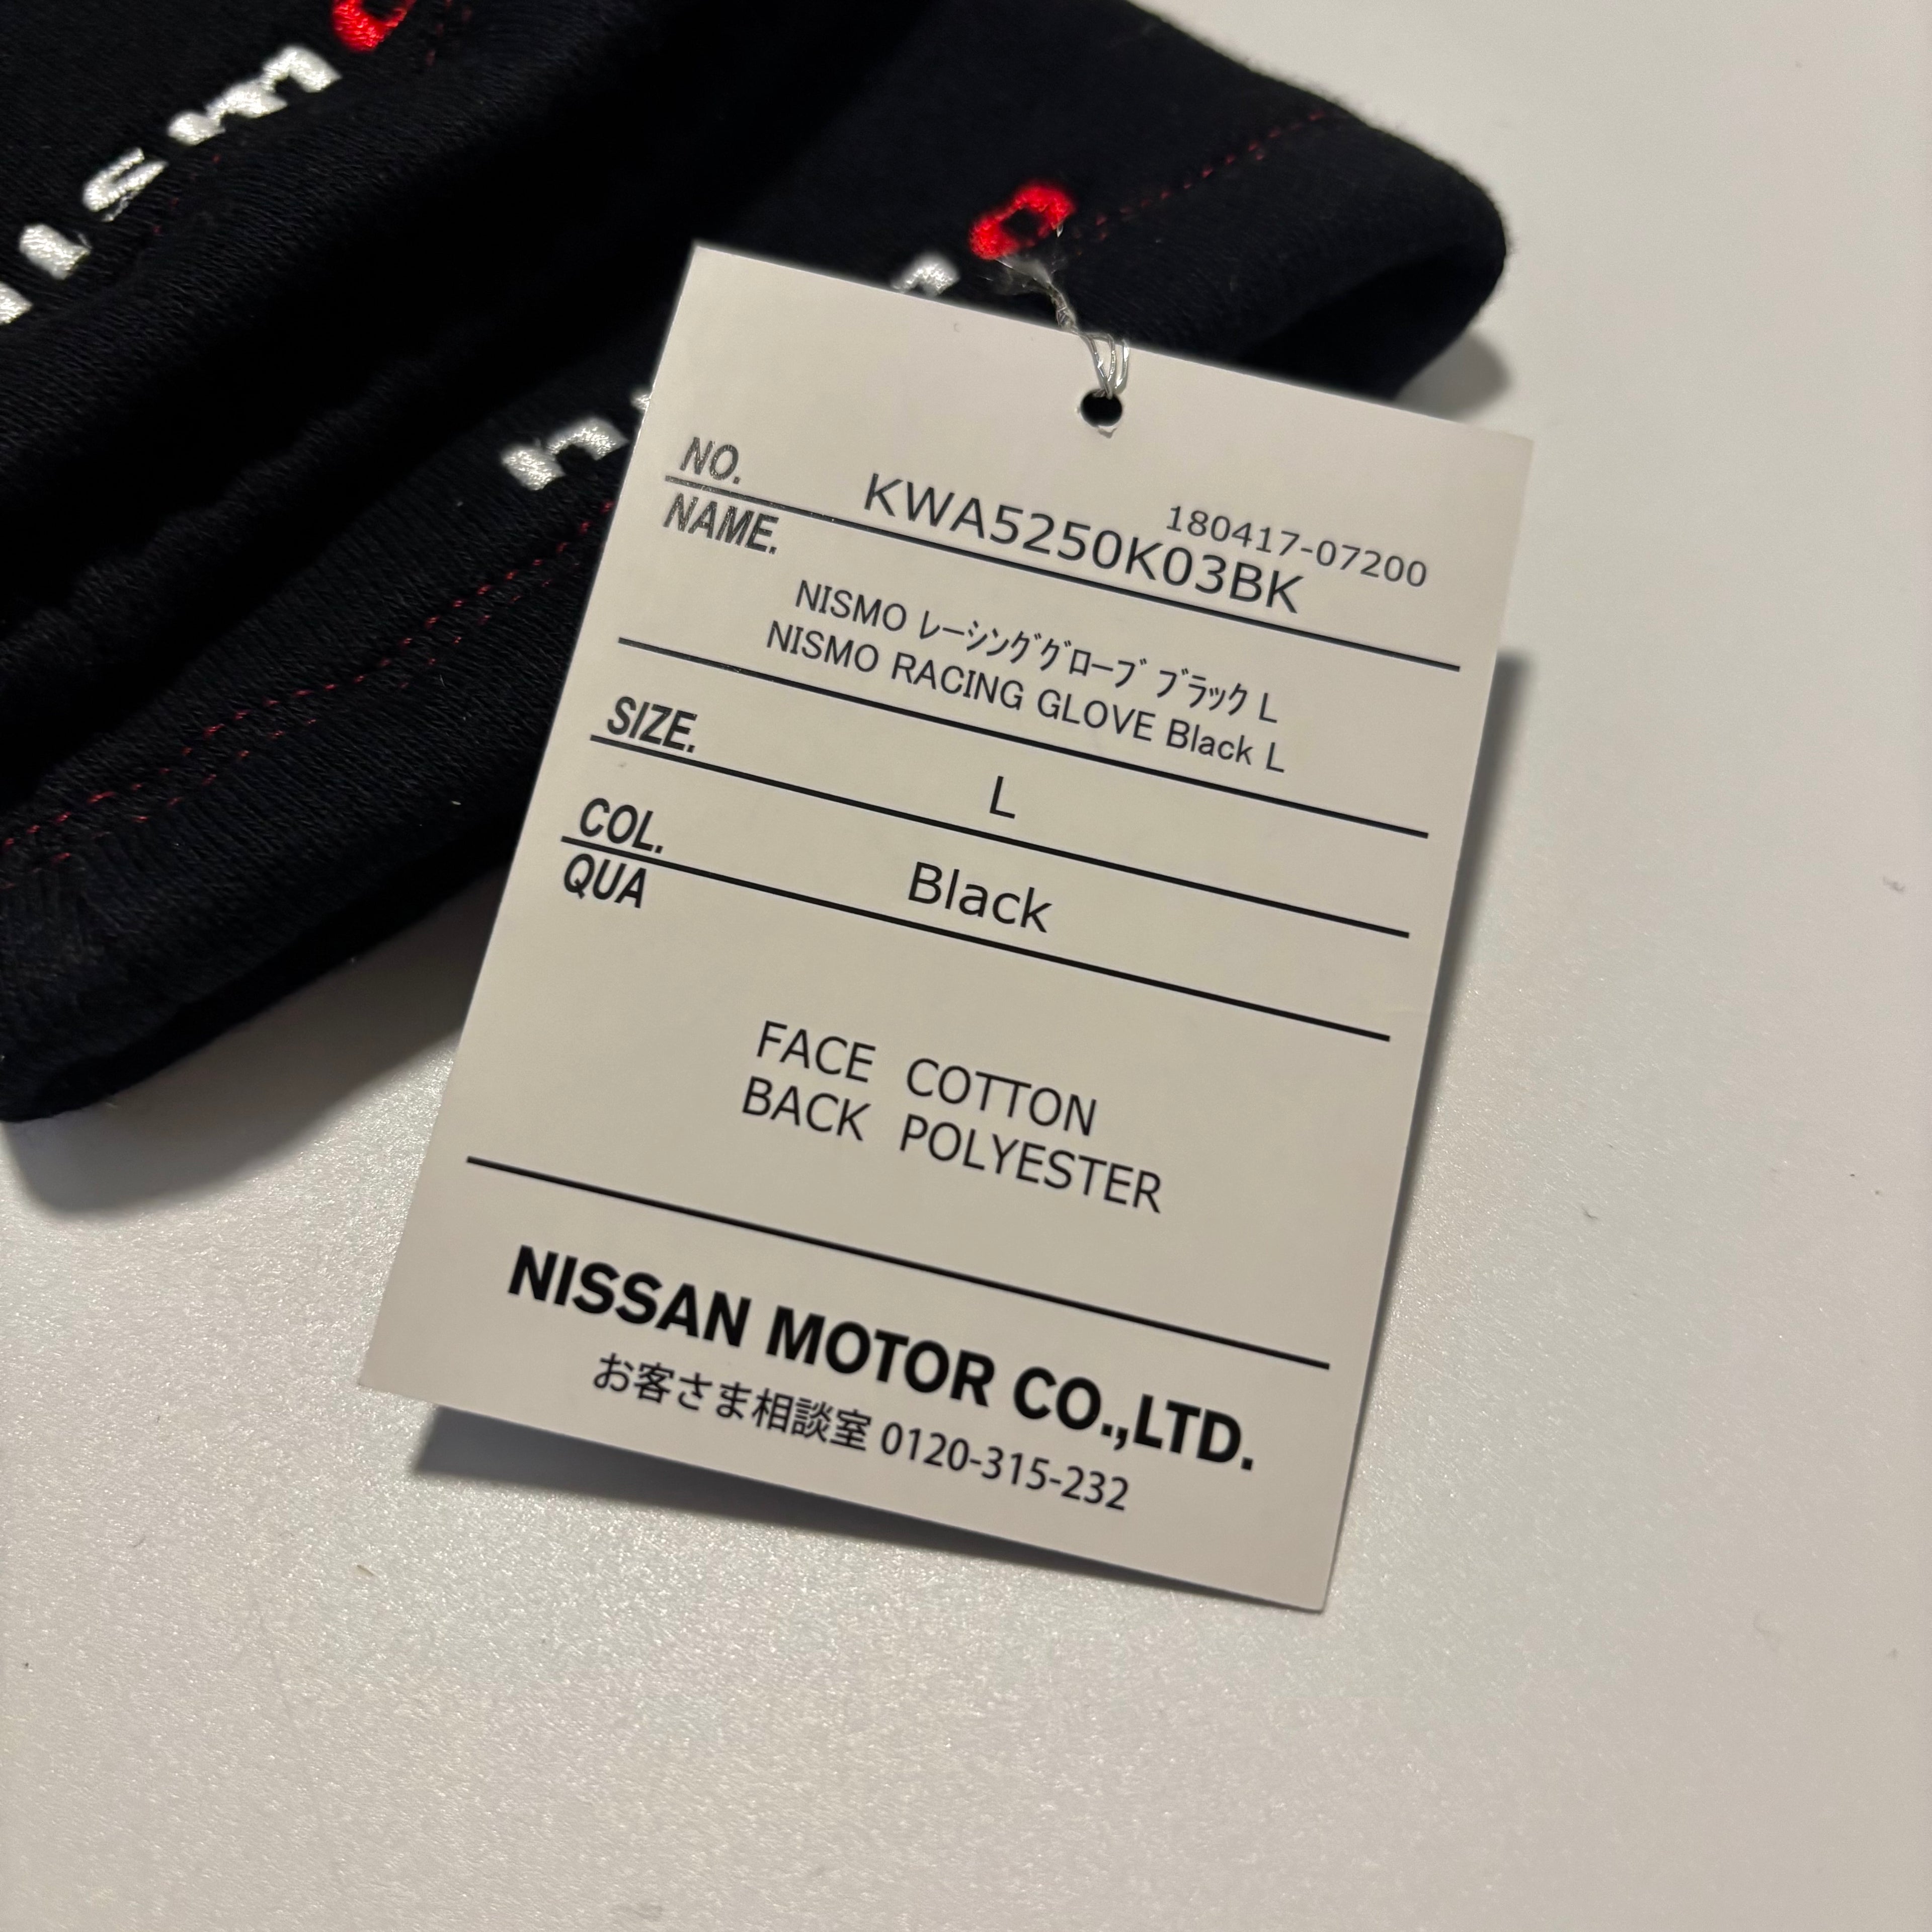 nismo
nismo
NO.
180417-07200
KWA5250K03BK
NAME.
NISMO ﾚｰｼﾝｸﾞｸﾞﾛｰﾌﾞ ﾌﾞﾗｯｸ L
NISMO RACING GLOVE Black L
SIZE.
L
COL.
Black
QUA
FACE COTTON
BACK POLYESTER
NISSAN MOTOR CO.,LTD.
お客さま相談室 0120-315-232